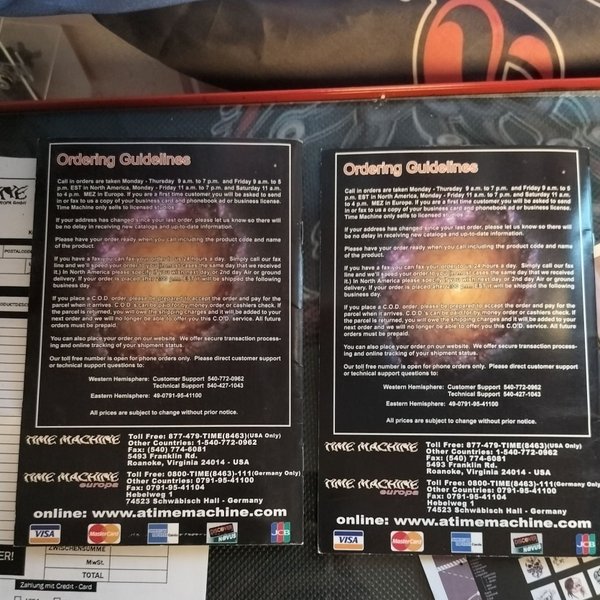 Ordering Guidelines
Call in orders are taken Monday - Thursday 9 a.m. to 7 p.m. and Friday 9 a.m. to 5
p.m. EST in North America, Monday - Friday 11 a.m. to 7 p.m. and Saturday 11 a.m.
to 4 p.m. MEZ in Europe. If you are a first time customer you will be asked to send
in or fax to us a copy of your business card and phonebook ad or business license.
Time Machine only sells to licensed studios.
If your address has changed since your last order, please let us know so there will
be no delay in receiving new catalogs and up-to-date information.
Please have your order ready when you call including the product code and name
of the product.
If you have a fax you can fax your order to us 24 hours a day. Simply call our fax
line and we'll speed your order to you (in most cases the same day that we received
it.) In North America please specify if you will next day or 2nd day Air or ground
delivery. If your order is placed after 2:00 p.m. EST it will be shipped the following
business day.
If you place a C.O.D. order, please be prepared to accept the order and pay for the
parcel when it arrives. C.O.D.'s can be paid for by money order or cashiers check. If
the parcel is returned, you will owe the shipping charges and it will be added to your
next order and we will no longer be able to offer you this C.O'D. service. All future
orders must be prepaid.
You can also place your order on our website. We offer secure transaction process-
ing and online tracking of your shipment status.
Our toll free number is open for phone orders only. Please direct customer support
or technical support questions to:
Western Hemisphere: Customer Support 540-772-0962
Technical Support 540-427-1043
Eastern Hemisphere: 49-0791-95-41100
All prices are subject to change without prior notice.
TIME MACHINE
Toll Free: 877-479-TIME(8463)(USA Only)
Other Countries: 1-540-772-0962
Fax: (540) 774-6081
5493 Franklin Rd.
Roanoke, Virginia 24014 - USA
TIME MACHINE
europe
Toll Free: 0800-TIME(8463)-111(Germany Only)
Other Countries: 0791-95-41100
Fax: 0791-95-41104
Hebelweg 1
74523 Schwäbisch Hall - Germany
online: www.atimemachine.com
VISA
MasterCard
DISCOVER
NOVUS
JCB
Ordering Guidelines
Call in orders are taken Monday - Thursday 9 a.m. to 7 p.m. and Friday 9 a.m. to 5
p.m. EST in North America, Monday - Friday 11 a.m. to 7 p.m. and Saturday 11 a.m.
to 4 p.m. MEZ in Europe. If you are a first time customer you will be asked to send
in or fax to us a copy of your business card and phonebook ad or business license.
Time Machine only sells to licensed studios.
If your address has changed since your last order, please let us know so there will
be no delay in receiving new catalogs and up-to-date information.
Please have your order ready when you call including the product code and name
of the product.
If you have a fax you can fax your order to us 24 hours a day. Simply call our fax
line and we'll speed your order to you (in most cases the same day that we received
it.) In North America please specify if you will next day or 2nd day Air or ground
delivery. If your order is placed after 2:00 p.m. EST it will be shipped the following
business day.
If you place a C.O.D. order, please be prepared to accept the order and pay for the
parcel when it arrives. C.O.D.'s can be paid for by money order or cashiers check. If
the parcel is returned, you will owe the shipping charges and it will be added to your
next order and we will no longer be able to offer you this C.O'D. service. All future
orders must be prepaid.
You can also place your order on our website. We offer secure transaction process-
ing and online tracking of your shipment status.
Our toll free number is open for phone orders only. Please direct customer support
or technical support questions to:
Western Hemisphere: Customer Support 540-772-0962
Technical Support 540-427-1043
Eastern Hemisphere: 49-0791-95-41100
All prices are subject to change without prior notice.
TIME MACHINE
Toll Free: 877-479-TIME(8463)(USA Only)
Other Countries: 1-540-772-0962
Fax: (540) 774-6081
5493 Franklin Rd.
Roanoke, Virginia 24014 - USA
TIME MACHINE
europe
Toll Free: 0800-TIME(8463)-111(Germany Only)
Other Countries: 0791-95-41100
Fax: 0791-95-41104
Hebelweg 1
74523 Schwäbisch Hall - Germany
online: www.atimemachine.com
VISA
MasterCard
DISCOVER
NOVUS
JCB
POSTALCODE
ZWISCHENSUMME
MwSt.
TOTAL
Zahlung mit Credit - Card